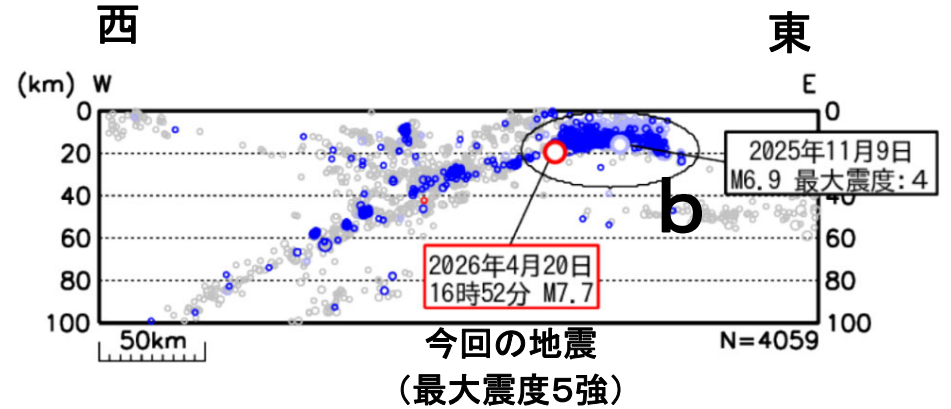 西
東
(km) W
E
0
0
20
20
40
40
60
60
80
80
100
100
2025年11月9日
M6.9 最大震度:4
b
2026年4月20日
16時52分 M7.7
50km
N=4059
今回の地震
（最大震度５強）